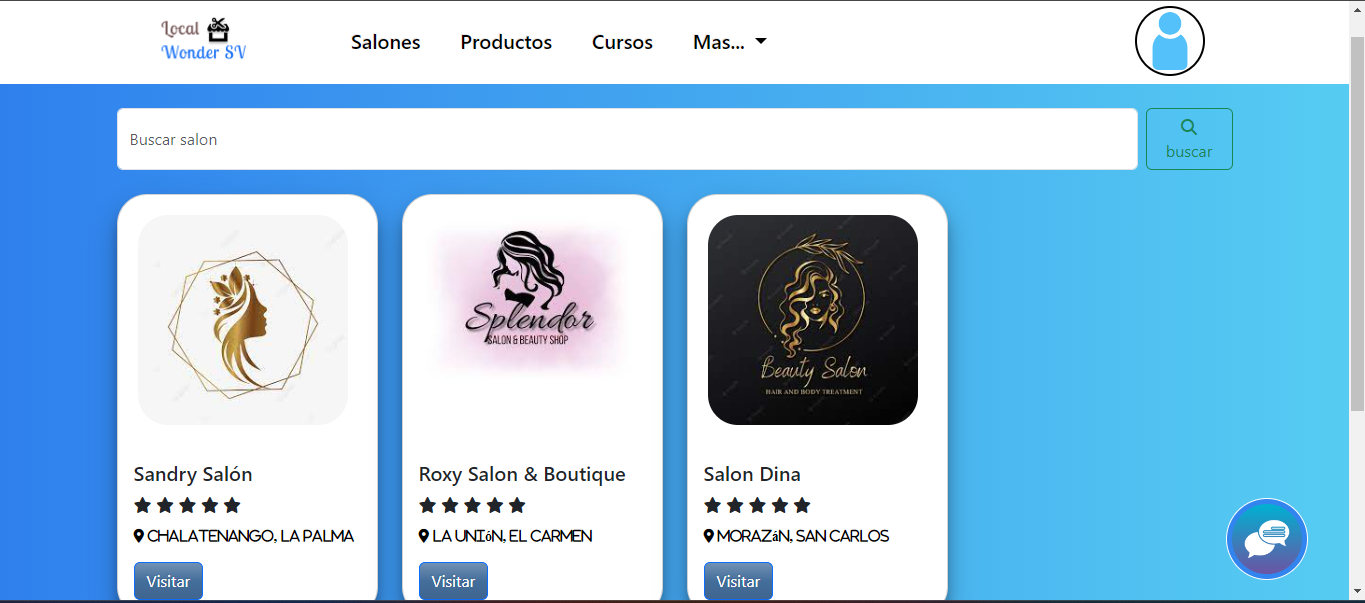 Local
Wonder SV
Salones Productos Cursos Mas...
Buscar salon
buscar
Splendor
SALON & BEAUTY SHOP
Beauty Salon
HAIR AND BODY TREATMENT
Sandry Salón
CHALATENANGO, LA PALMA
Visitar
Roxy Salon & Boutique
LA UNIóN, EL CARMEN
Visitar
Salon Dina
MORAZáN, SAN CARLOS
Visitar